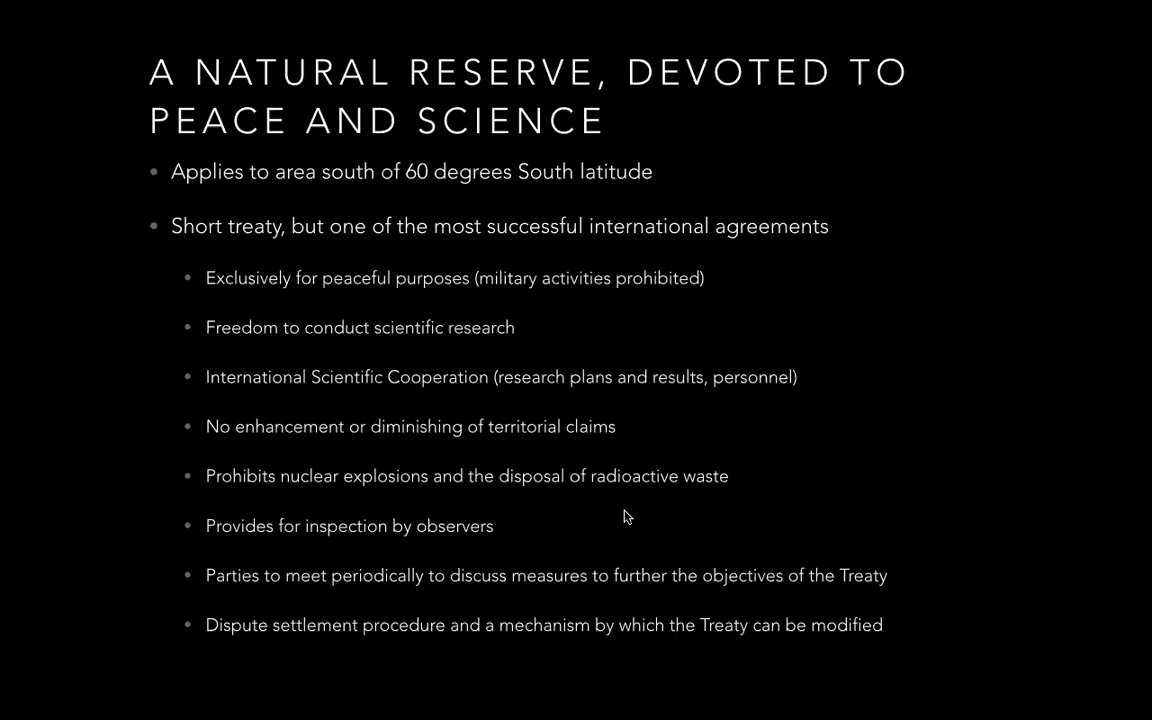 A NATURAL RESERVE, DEVOTED TO
PEACE AND SCIENCE
• Applies to area south of 60 degrees South latitude
• Short treaty, but one of the most successful international agreements
• Exclusively for peaceful purposes (military activities prohibited)
• Freedom to conduct scientific research
• International Scientific Cooperation (research plans and results, personnel)
• No enhancement or diminishing of territorial claims
• Prohibits nuclear explosions and the disposal of radioactive waste
• Provides for inspection by observers
• Parties to meet periodically to discuss measures to further the objectives of the Treaty
• Dispute settlement procedure and a mechanism by which the Treaty can be modified